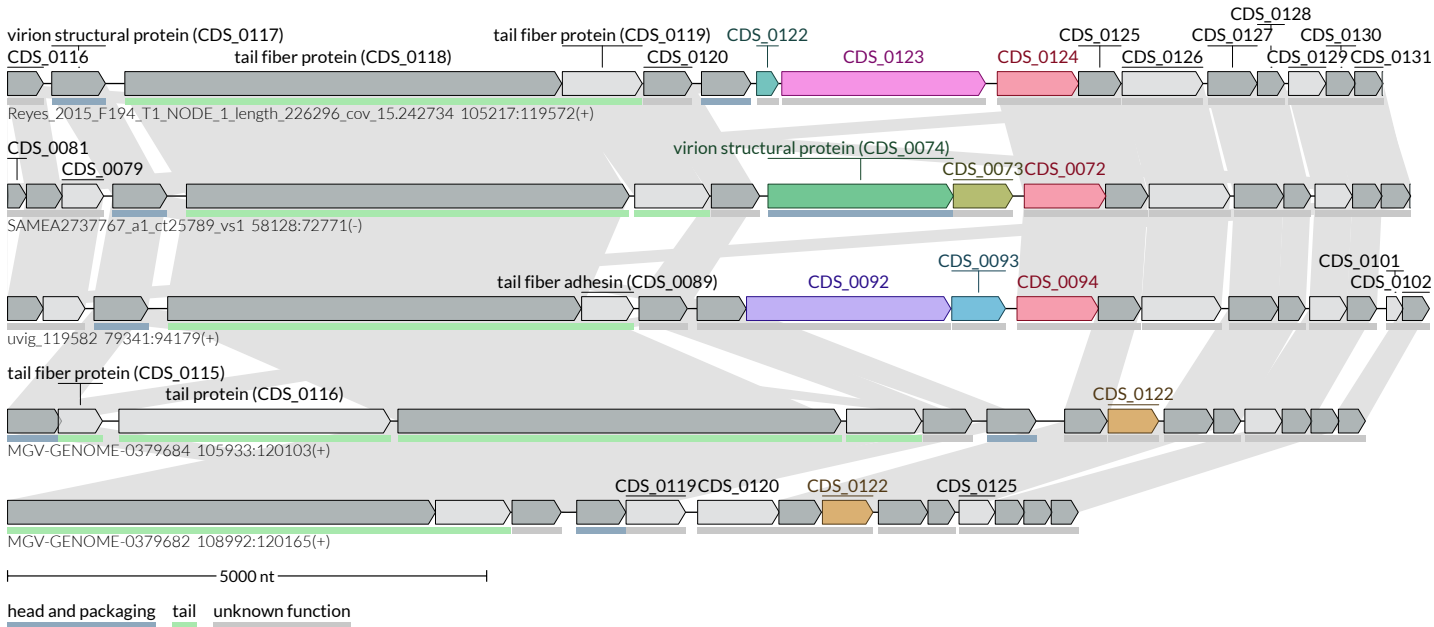 CDS_0128
virion structural protein (CDS_0117) tail fiber protein (CDS_0119) CDS_0122 CDS_0125 CDS_0127 CDS_0130
CDS_0116 tail fiber protein (CDS_0118) CDS_0120 CDS_0123 CDS_0124 CDS_0126 CDS_0129 CDS_0131
Reyes_2015_F194_T1_NODE_1_length_226296_cov_15.242734 105217:119572(+)
CDS_0081 virion structural protein (CDS_0074)
CDS_0079 CDS_0073 CDS_0072
SAMEA2737767_a1_ct25789_vs1 58128:72771(-)
CDS_0093 CDS_0101
tail fiber adhesin (CDS_0089) CDS_0092 CDS_0094 CDS_0102
uvig_119582 79341:94179(+)
tail fiber protein (CDS_0115)
tail protein (CDS_0116) CDS_0122
MGV-GENOME-0379684 105933:120103(+)
CDS_0119 CDS_0120 CDS_0122 CDS_0125
MGV-GENOME-0379682 108992:120165(+)
5000 nt
head and packaging tail unknown function